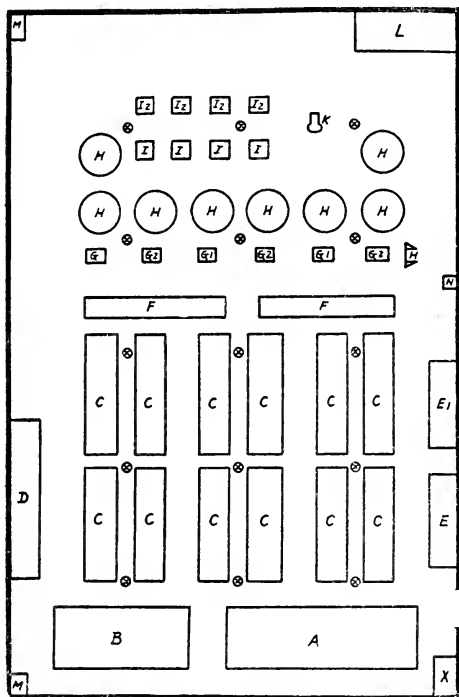 M L
I2 I2 I2 I2
K
H I I I I H
H H H H H H
G G2 G1 G2 G1 G2 H
N
F F
C C C C C C E1
D
C C C C C C E
B A
M X